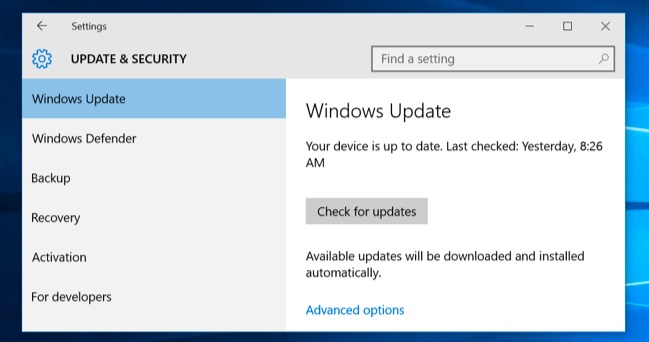 Settings
UPDATE & SECURITY
Find a setting
Windows Update
Windows Defender
Backup
Recovery
Activation
For developers
Windows Update
Your device is up to date. Last checked: Yesterday, 8:26
AM
Check for updates
Available updates will be downloaded and installed
automatically.
Advanced options